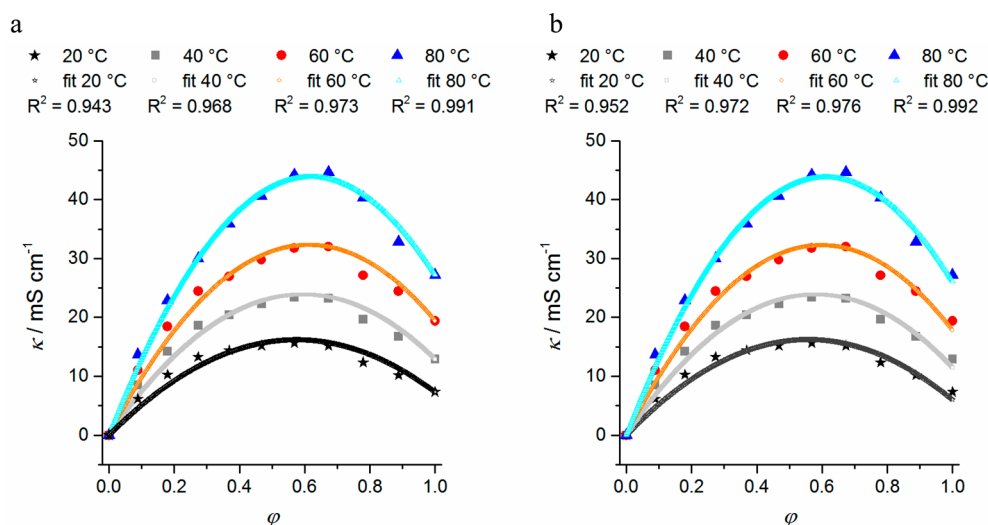 a
20 °C 40 °C 60 °C 80 °C
fit 20 °C fit 40 °C fit 60 °C fit 80 °C
R² = 0.943 R² = 0.968 R² = 0.973 R² = 0.991
50
40
30
20
10
0
κ / mS cm⁻¹
0.0 0.2 0.4 0.6 0.8 1.0
φ
b
20 °C 40 °C 60 °C 80 °C
fit 20 °C fit 40 °C fit 60 °C fit 80 °C
R² = 0.952 R² = 0.972 R² = 0.976 R² = 0.992
50
40
30
20
10
0
κ / mS cm⁻¹
0.0 0.2 0.4 0.6 0.8 1.0
φ